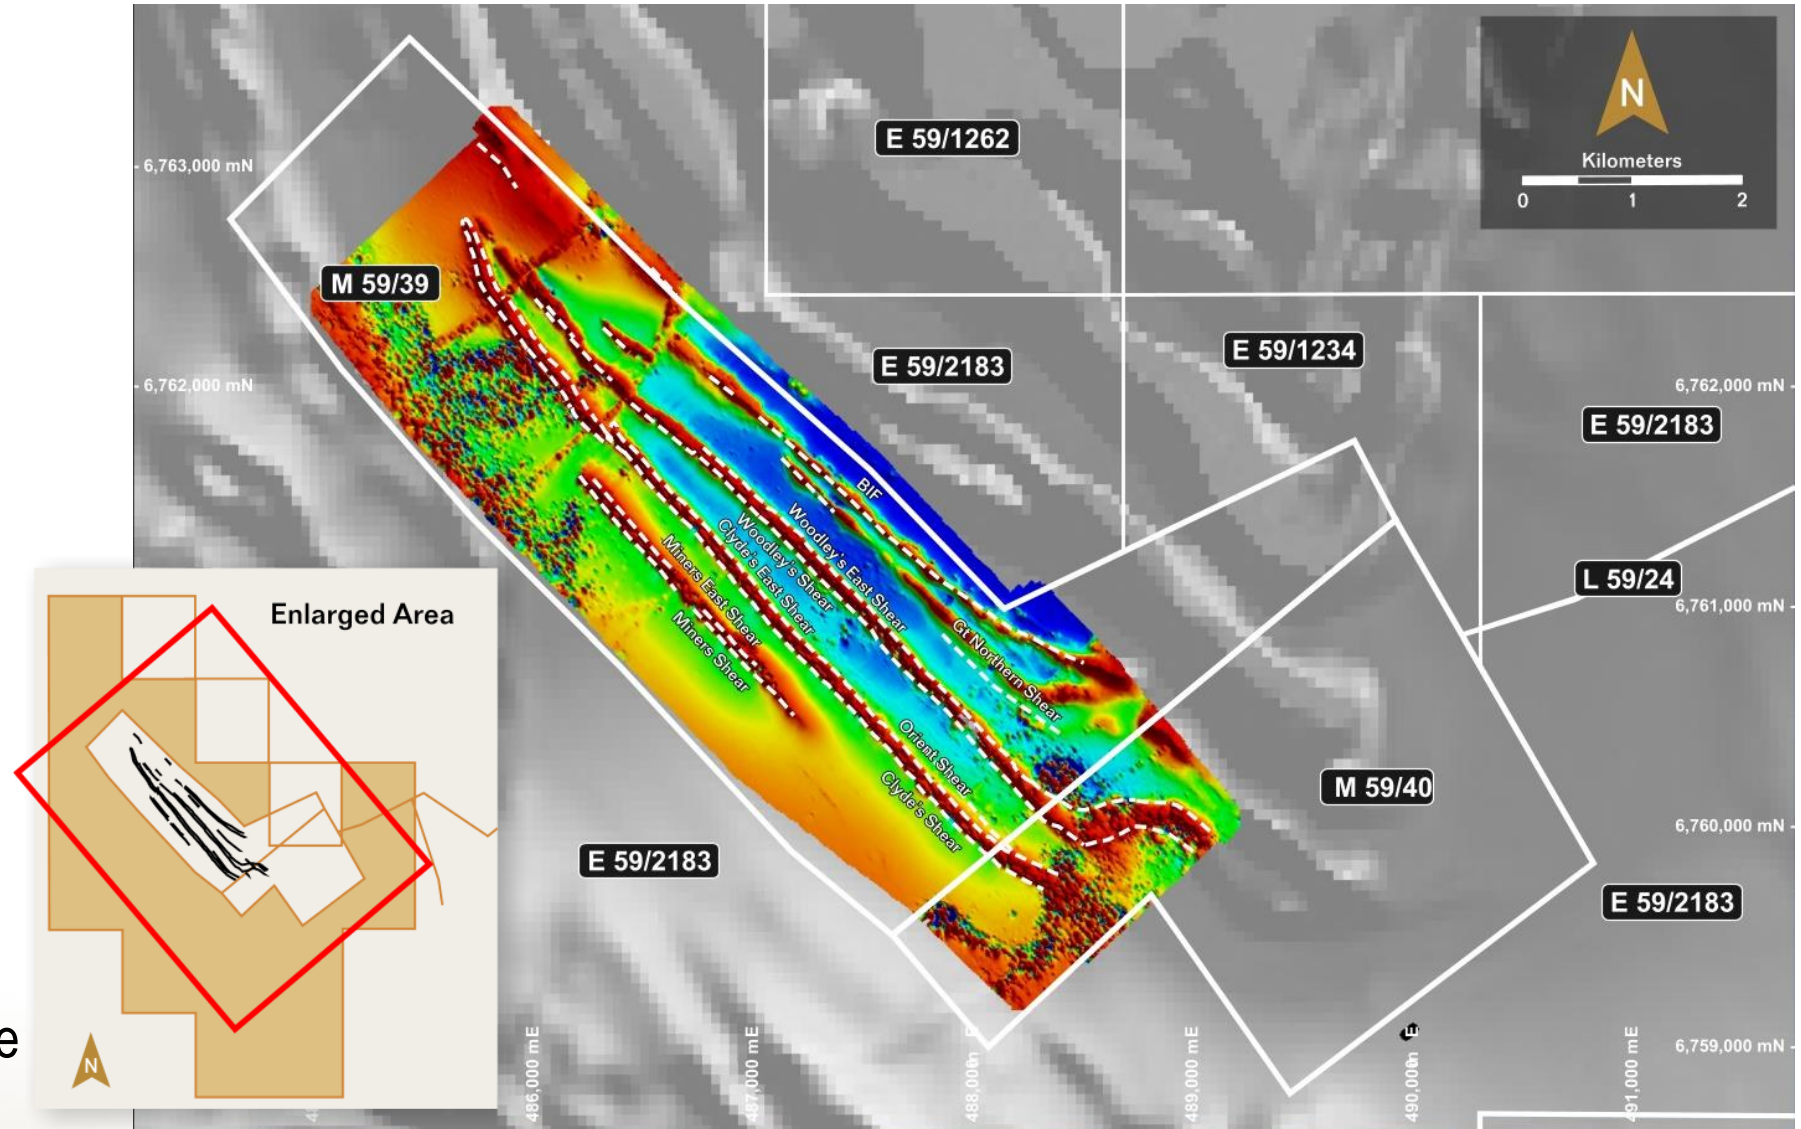 N
Kilometers
0 1 2
E 59/1262
6,763,000 mN
M 59/39
E 59/2183
E 59/1234
6,762,000 mN
6,762,000 mN
E 59/2183
BIF
Woodley's East Shear
Woodley's Shear
Clyde's East Shear
Miners East Shear
Miners Shear
Gt Northern Shear
Orient Shear
Clyde's Shear
L 59/24
6,761,000 mN
Enlarged Area
M 59/40
6,760,000 mN
E 59/2183
E 59/2183
e
N
486,000 mE
487,000 mE
489,000 mE
491,000 mE
6,759,000 mN